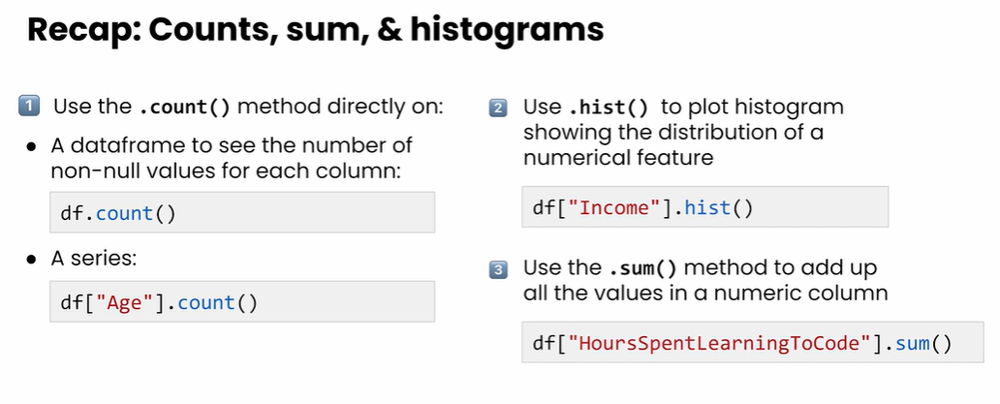 Recap: Counts, sum, & histograms
1 Use the .count() method directly on:
• A dataframe to see the number of
non-null values for each column:
df.count()
• A series:
df["Age"].count()
2 Use .hist() to plot histogram
showing the distribution of a
numerical feature
df["Income"].hist()
3 Use the .sum() method to add up
all the values in a numeric column
df["HoursSpentLearningToCode"].sum()